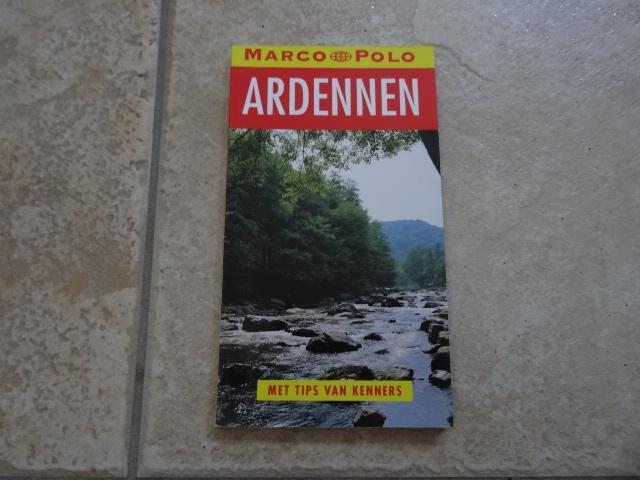 MARCO POLO
ARDENNEN
MET TIPS VAN KENNERS